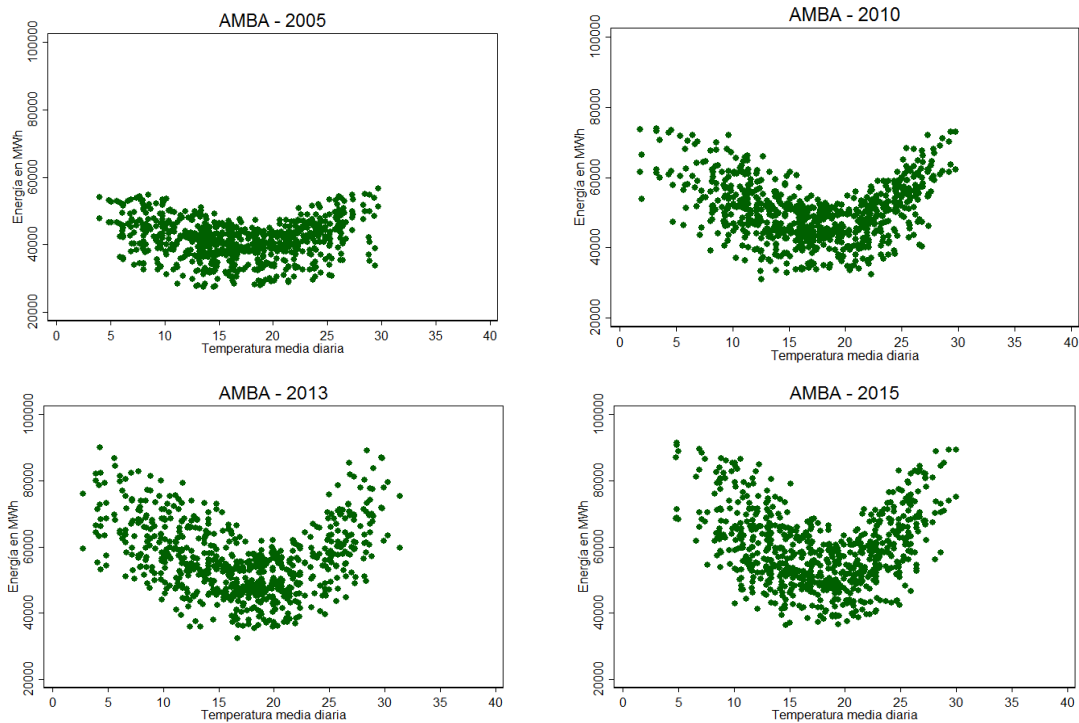 AMBA - 2005
Energía en MWh
100000
80000
60000
40000
20000
0 5 10 15 20 25 30 35 40
Temperatura media diaria
AMBA - 2010
Energía en MWh
100000
80000
60000
40000
20000
0 5 10 15 20 25 30 35 40
Temperatura media diaria
AMBA - 2013
Energía en MWh
100000
80000
60000
40000
20000
0 5 10 15 20 25 30 35 40
Temperatura media diaria
AMBA - 2015
Energía en MWh
100000
80000
60000
40000
20000
0 5 10 15 20 25 30 35 40
Temperatura media diaria